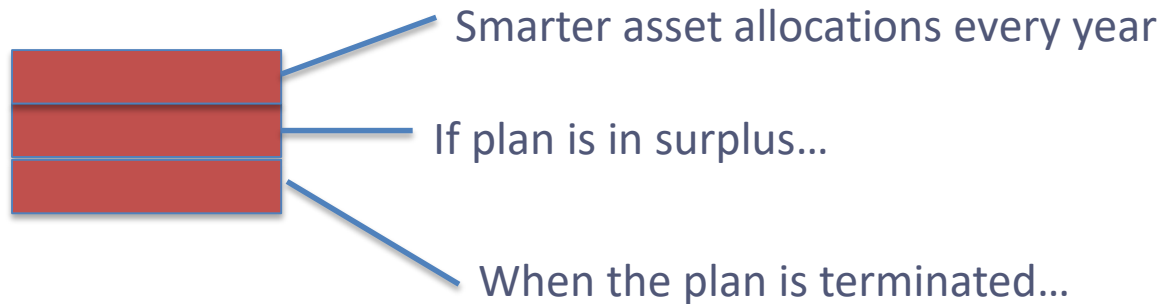 Smarter asset allocations every year
If plan is in surplus…
When the plan is terminated…